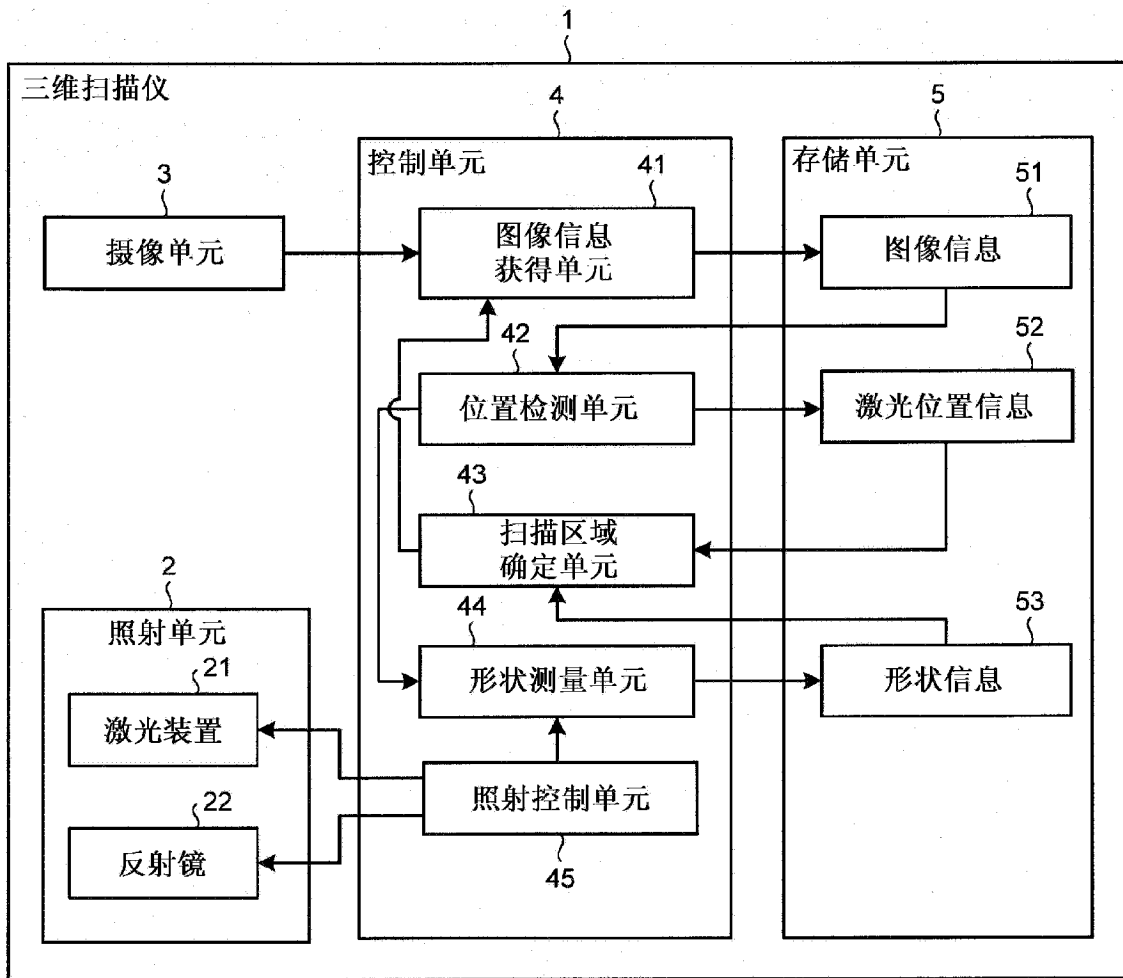 1
三维扫描仪
4
5
控制单元
存储单元
3
41
51
摄像单元
图像信息
获得单元
图像信息
42
52
位置检测单元
激光位置信息
43
扫描区域
确定单元
2
44
53
照射单元
形状测量单元
形状信息
21
激光装置
照射控制单元
22
反射镜
45